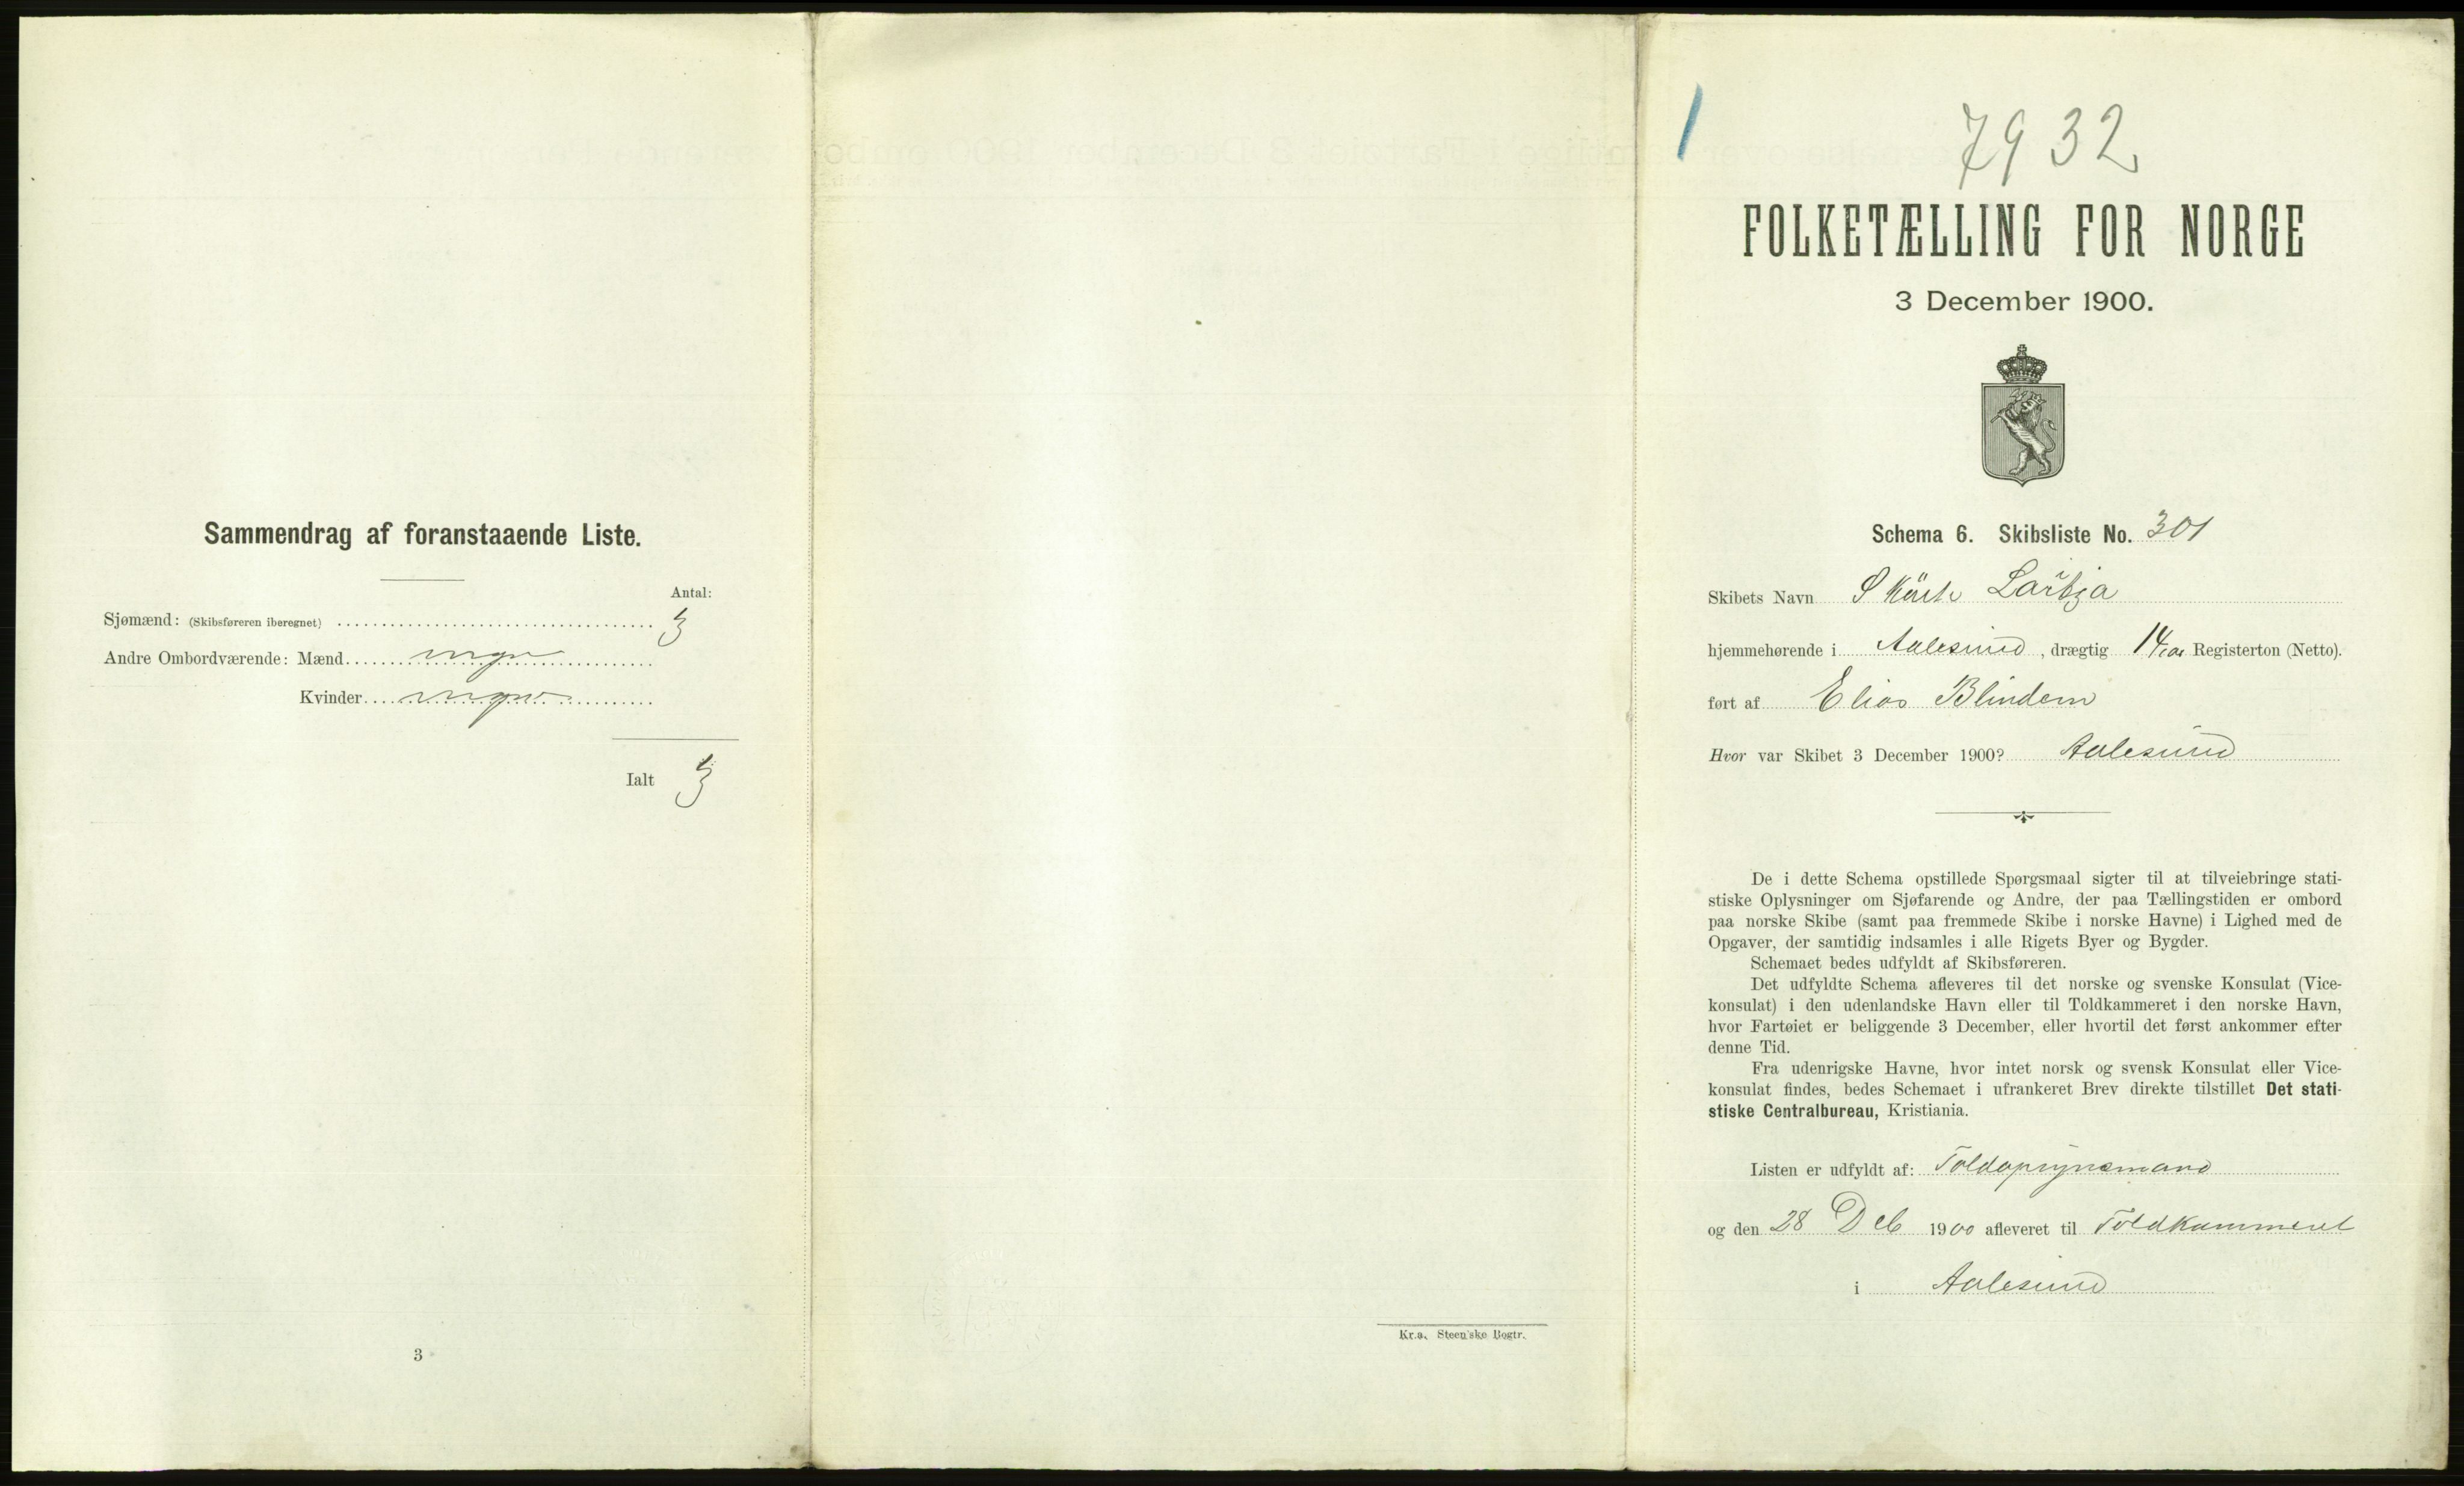 Sammendrag af foranstaaende Liste.
Antal:
Sjømænd: (Skibsføreren iberegnet) 3
Andre Ombordværende: Mænd
Kvinder
Ialt 3
3
Kr.a. Steen'ske Bogtr.
1
7932
FOLKETÆLLING FOR NORGE
3 December 1900.
Schema 6. Skibsliste No. 301
Skibets Navn
hjemmehørende i Aalesund, drægtig 14, Registerton (Netto).
ført af Elias Blindem
Hvor var Skibet 3 December 1900? Aalesund
De i dette Schema opstillede Spørgsmaal sigter til at tilveiebringe stati-
stiske Oplysninger om Sjøfarende og Andre, der paa Tællingstiden er ombord
paa norske Skibe (samt paa fremmede Skibe i norske Havne) i Lighed med de
Opgaver, der samtidig indsamles i alle Rigets Byer og Bygder.
Schemaet bedes udfyldt af Skibsføreren.
Det udfyldte Schema afleveres til det norske og svenske Konsulat (Vice-
konsulat) i den udenlandske Havn eller til Toldkammeret i den norske Havn,
hvor Fartøiet er beliggende 3 December, eller hvortil det først ankommer efter
denne Tid.
Fra udenrigske Havne, hvor intet norsk og svensk Konsulat eller Vice-
konsulat findes, bedes Schemaet i ufrankeret Brev direkte tilstillet Det stati-
stiske Centralbureau, Kristiania.
Listen er udfyldt af: Toldopsynsmand
og den 28 Deb 1900 afleveret til Toldkammeret
i Aalesund